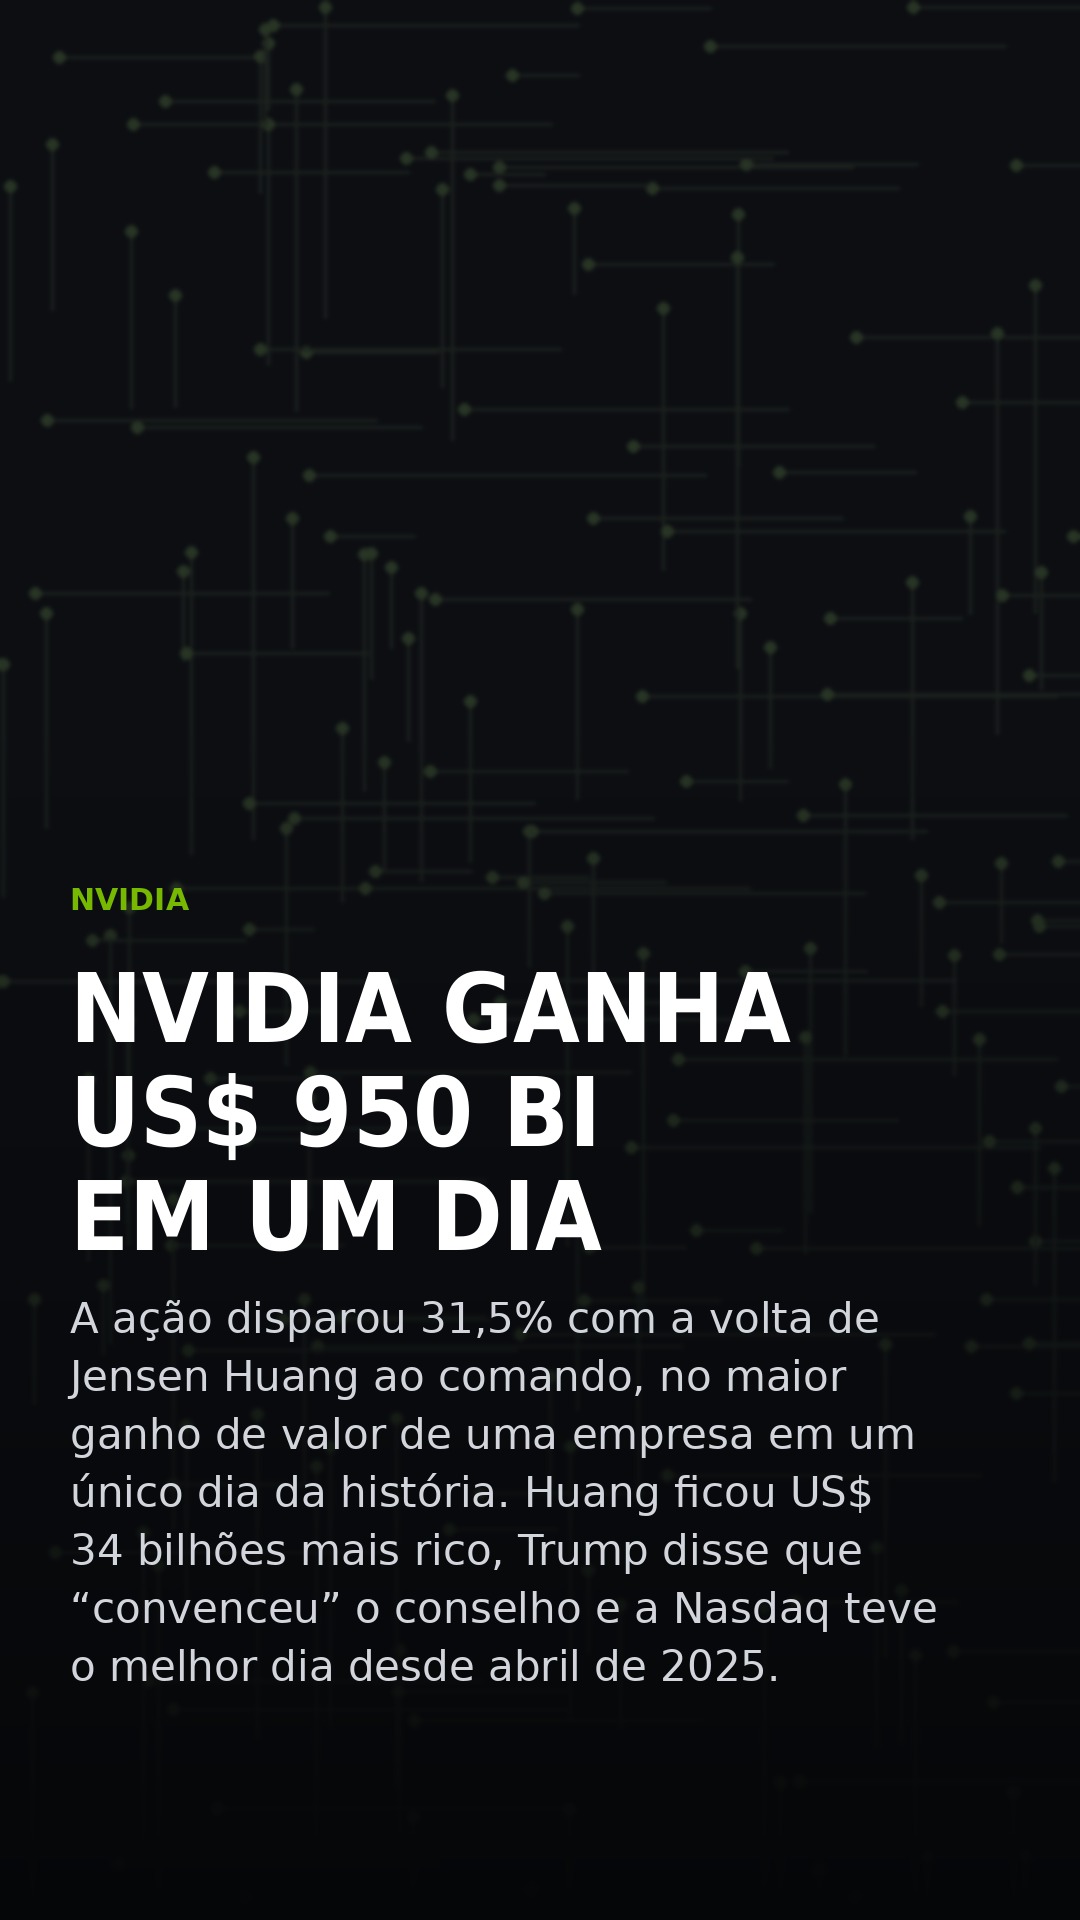 NVIDIA
NVIDIA GANHA
US$ 950 BI
EM UM DIA
A ação disparou 31,5% com a volta de
Jensen Huang ao comando, no maior
ganho de valor de uma empresa em um
único dia da história. Huang ficou US$
34 bilhões mais rico, Trump disse que
“convenceu” o conselho e a Nasdaq teve
o melhor dia desde abril de 2025.